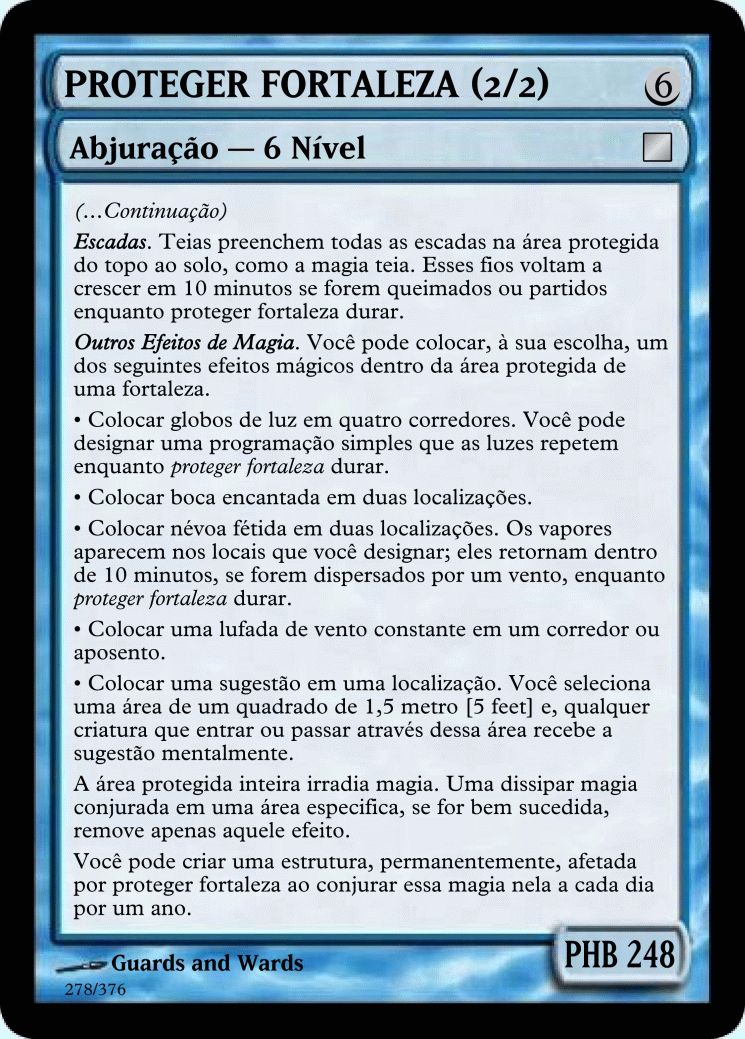 PROTEGER FORTALEZA (2/2)
6
Abjuração — 6 Nível
(...Continuação)
Escadas. Teias preenchem todas as escadas na área protegida
do topo ao solo, como a magia teia. Esses fios voltam a
crescer em 10 minutos se forem queimados ou partidos
enquanto proteger fortaleza durar.
Outros Efeitos de Magia. Você pode colocar, à sua escolha, um
dos seguintes efeitos mágicos dentro da área protegida de
uma fortaleza.
• Colocar globos de luz em quatro corredores. Você pode
designar uma programação simples que as luzes repetem
enquanto proteger fortaleza durar.
• Colocar boca encantada em duas localizações.
• Colocar névoa fétida em duas localizações. Os vapores
aparecem nos locais que você designar; eles retornam dentro
de 10 minutos, se forem dispersados por um vento, enquanto
proteger fortaleza durar.
• Colocar uma lufada de vento constante em um corredor ou
aposento.
• Colocar uma sugestão em uma localização. Você seleciona
uma área de um quadrado de 1,5 metro [5 feet] e, qualquer
criatura que entrar ou passar através dessa área recebe a
sugestão mentalmente.
A área protegida inteira irradia magia. Uma dissipar magia
conjurada em uma área especifica, se for bem sucedida,
remove apenas aquele efeito.
Você pode criar uma estrutura, permanentemente, afetada
por proteger fortaleza ao conjurar essa magia nela a cada dia
por um ano.
Guards and Wards
PHB 248
278/376